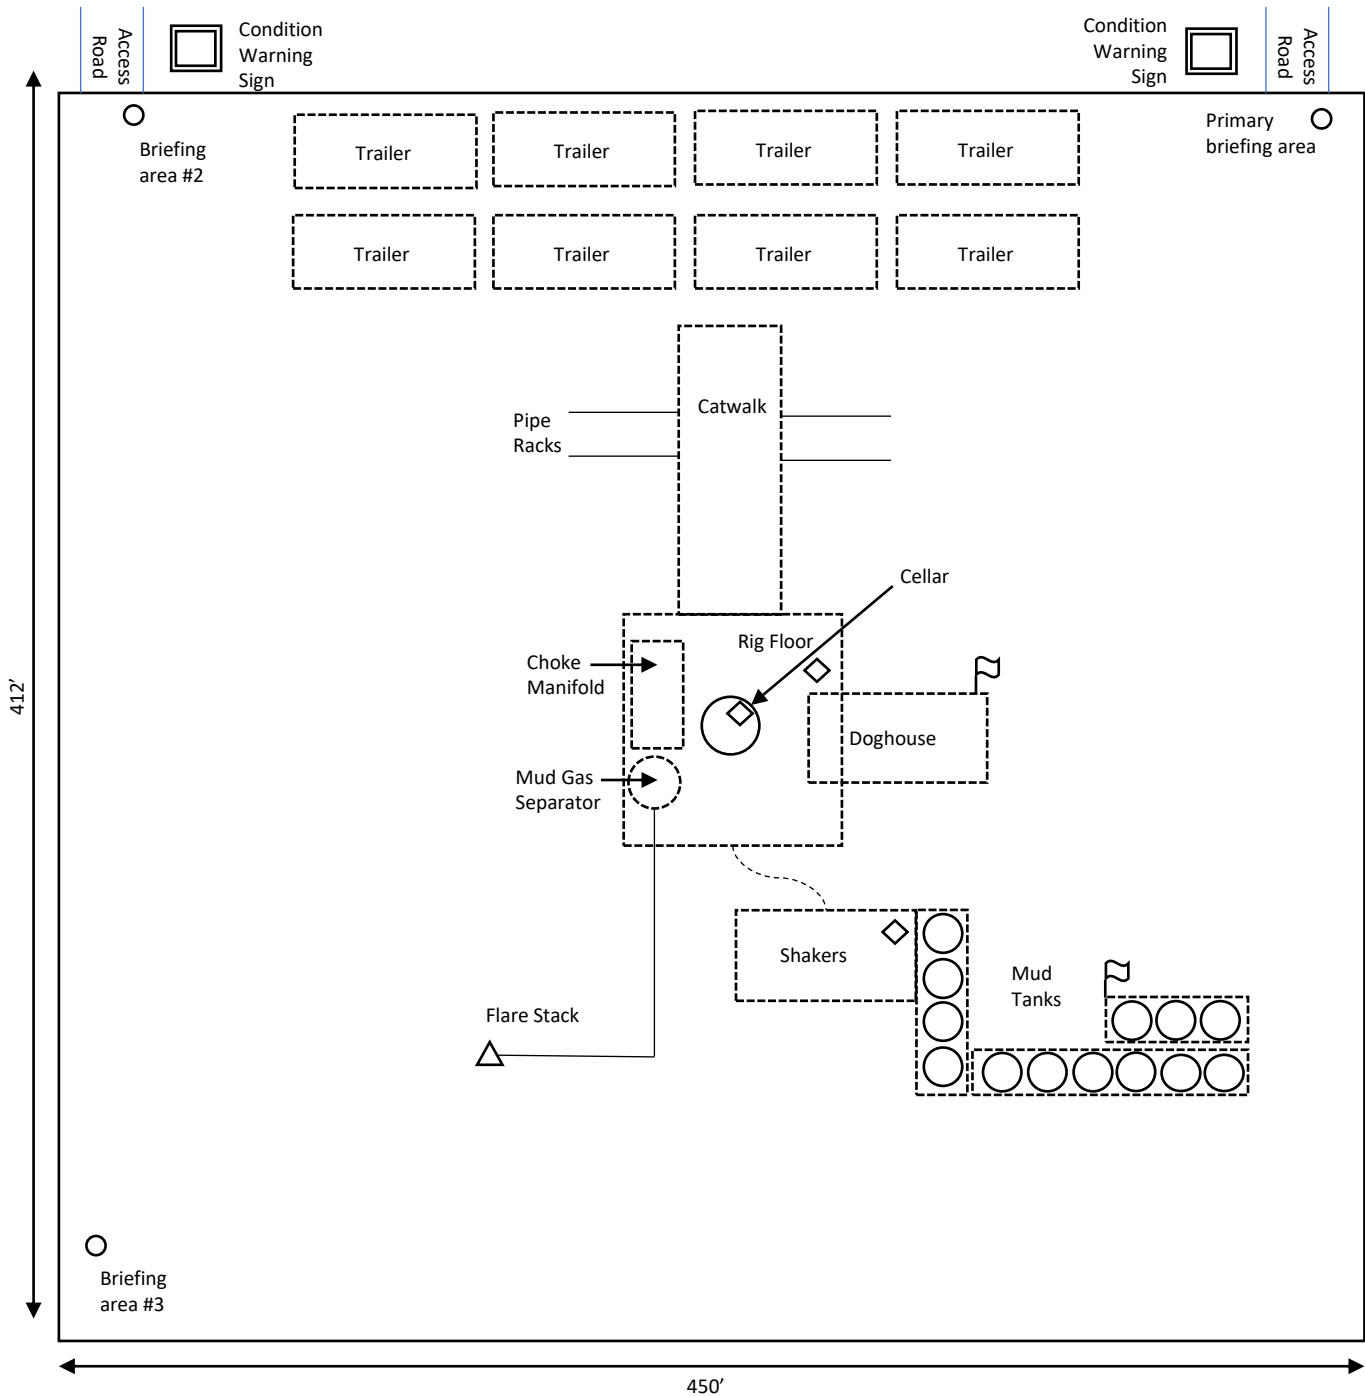 Access
Road
Condition
Warning
Sign
Condition
Warning
Sign
Access
Road
Briefing
area #2
Primary
briefing area
Trailer
Trailer
Trailer
Trailer
Trailer
Trailer
Trailer
Trailer
Catwalk
Pipe
Racks
Cellar
Rig Floor
Choke
Manifold
412’
Doghouse
Mud Gas
Separator
Shakers
Mud
Tanks
Flare Stack
Briefing
area #3
450’